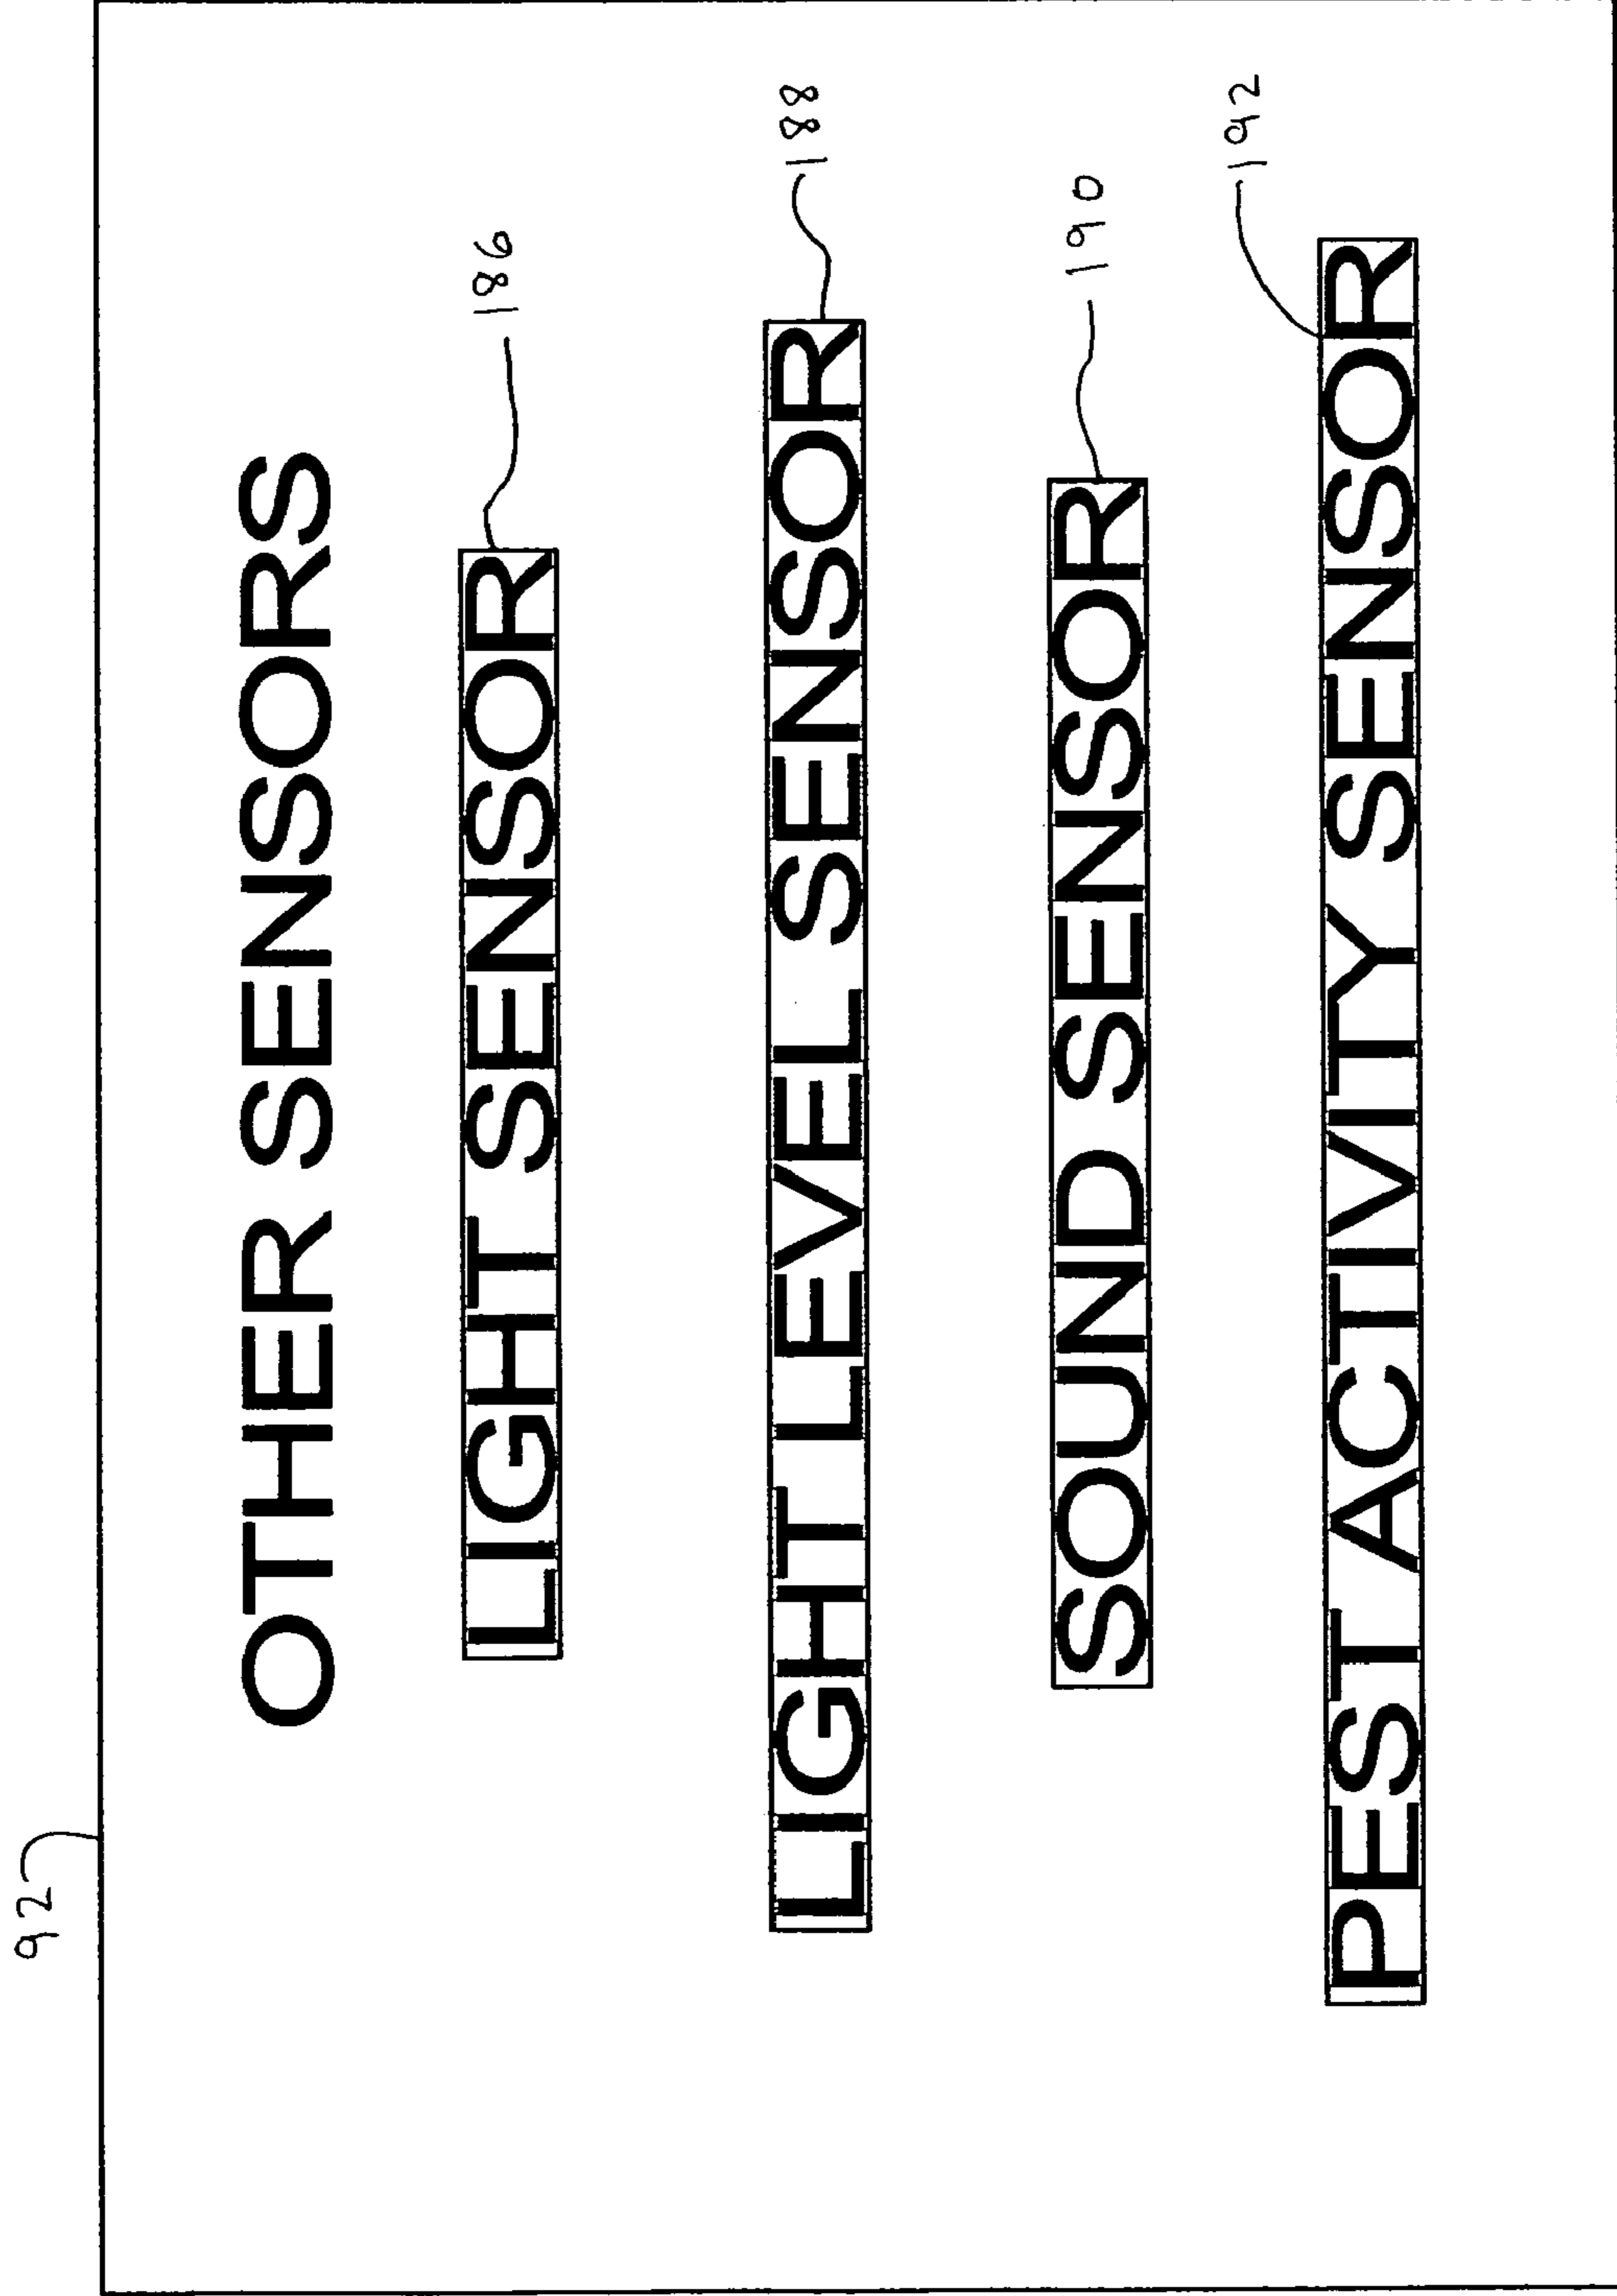 92
OTHER SENSORS
LIGHT SENSOR
186
LIGHT LEVEL SENSOR
188
SOUND SENSOR
190
PEST ACTIVITY SENSOR
192